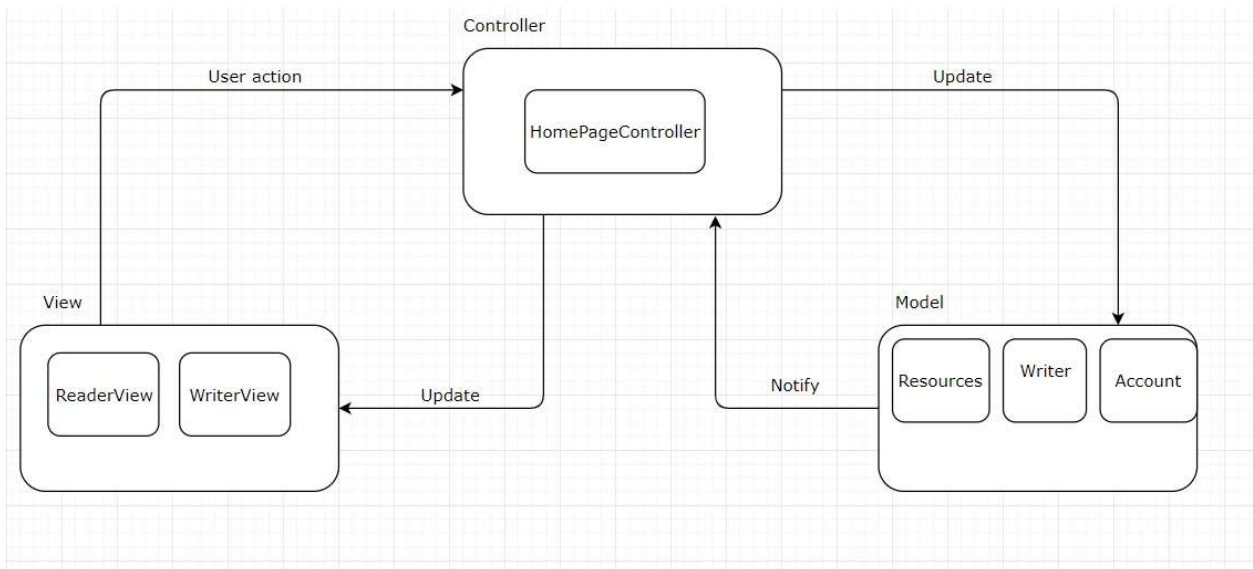 Controller
User action
Update
HomePageController
View
Model
ReaderView
WriterView
Update
Notify
Resources
Writer
Account